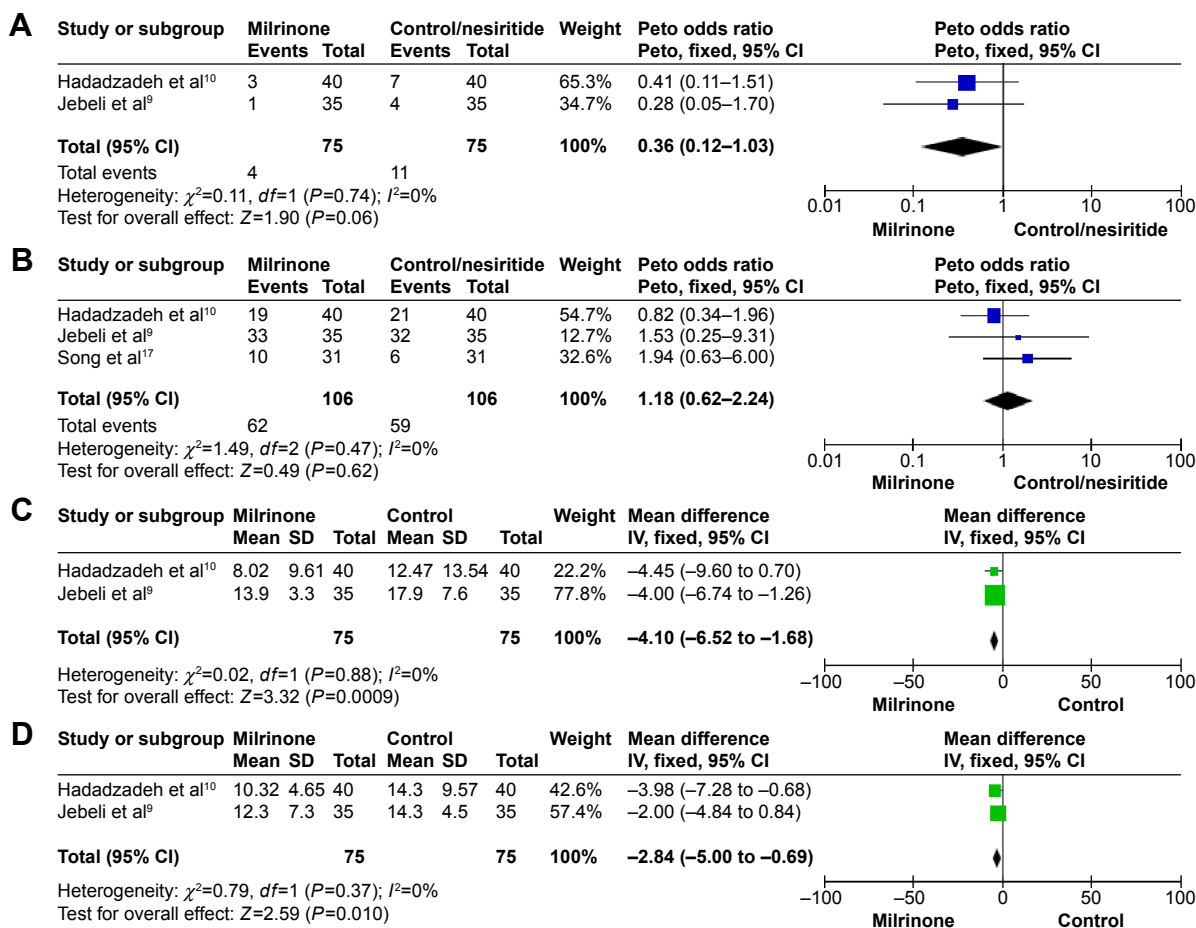 A
Study or subgroup Milrinone Control/nesiritide Weight Peto odds ratio Peto odds ratio
Events Total Events Total Peto, fixed, 95% CI Peto, fixed, 95% CI
Hadadzadeh et al¹⁰ 3 40 7 40 65.3% 0.41 (0.11–1.51)
Jebeli et al⁹ 1 35 4 35 34.7% 0.28 (0.05–1.70)
Total (95% CI) 75 75 100% 0.36 (0.12–1.03)
Total events 4 11
Heterogeneity: χ²=0.11, df=1 (P=0.74); I²=0%
Test for overall effect: Z=1.90 (P=0.06)
0.01 0.1 1 10 100
Milrinone Control/nesiritide
B
Study or subgroup Milrinone Control/nesiritide Weight Peto odds ratio Peto odds ratio
Events Total Events Total Peto, fixed, 95% CI Peto, fixed, 95% CI
Hadadzadeh et al¹⁰ 19 40 21 40 54.7% 0.82 (0.34–1.96)
Jebeli et al⁹ 33 35 32 35 12.7% 1.53 (0.25–9.31)
Song et al¹⁷ 10 31 6 31 32.6% 1.94 (0.63–6.00)
Total (95% CI) 106 106 100% 1.18 (0.62–2.24)
Total events 62 59
Heterogeneity: χ²=1.49, df=2 (P=0.47); I²=0%
Test for overall effect: Z=0.49 (P=0.62)
0.01 0.1 1 10 100
Milrinone Control/nesiritide
C
Study or subgroup Milrinone Control Weight Mean difference Mean difference
Mean SD Total Mean SD Total IV, fixed, 95% CI IV, fixed, 95% CI
Hadadzadeh et al¹⁰ 8.02 9.61 40 12.47 13.54 40 22.2% –4.45 (–9.60 to 0.70)
Jebeli et al⁹ 13.9 3.3 35 17.9 7.6 35 77.8% –4.00 (–6.74 to –1.26)
Total (95% CI) 75 75 100% –4.10 (–6.52 to –1.68)
Heterogeneity: χ²=0.02, df=1 (P=0.88); I²=0%
Test for overall effect: Z=3.32 (P=0.0009)
–100 –50 0 50 100
Milrinone Control
D
Study or subgroup Milrinone Control Weight Mean difference Mean difference
Mean SD Total Mean SD Total IV, fixed, 95% CI IV, fixed, 95% CI
Hadadzadeh et al¹⁰ 10.32 4.65 40 14.3 9.57 40 42.6% –3.98 (–7.28 to –0.68)
Jebeli et al⁹ 12.3 7.3 35 14.3 4.5 35 57.4% –2.00 (–4.84 to 0.84)
Total (95% CI) 75 75 100% –2.84 (–5.00 to –0.69)
Heterogeneity: χ²=0.79, df=1 (P=0.37); I²=0%
Test for overall effect: Z=2.59 (P=0.010)
–100 –50 0 50 100
Milrinone Control